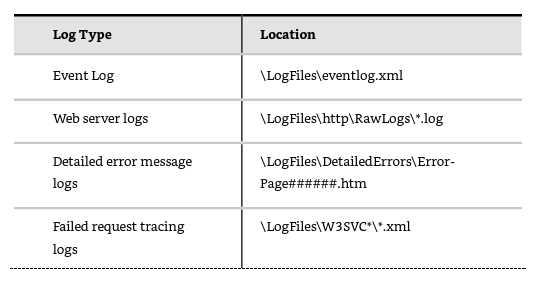 Log Type Location
Event Log \LogFiles\eventlog.xml
Web server logs \LogFiles\http\RawLogs\*.log
Detailed error message \LogFiles\DetailedErrors\Error-
logs Page######.htm
Failed request tracing \LogFiles\W3SVC*\*.xml
logs